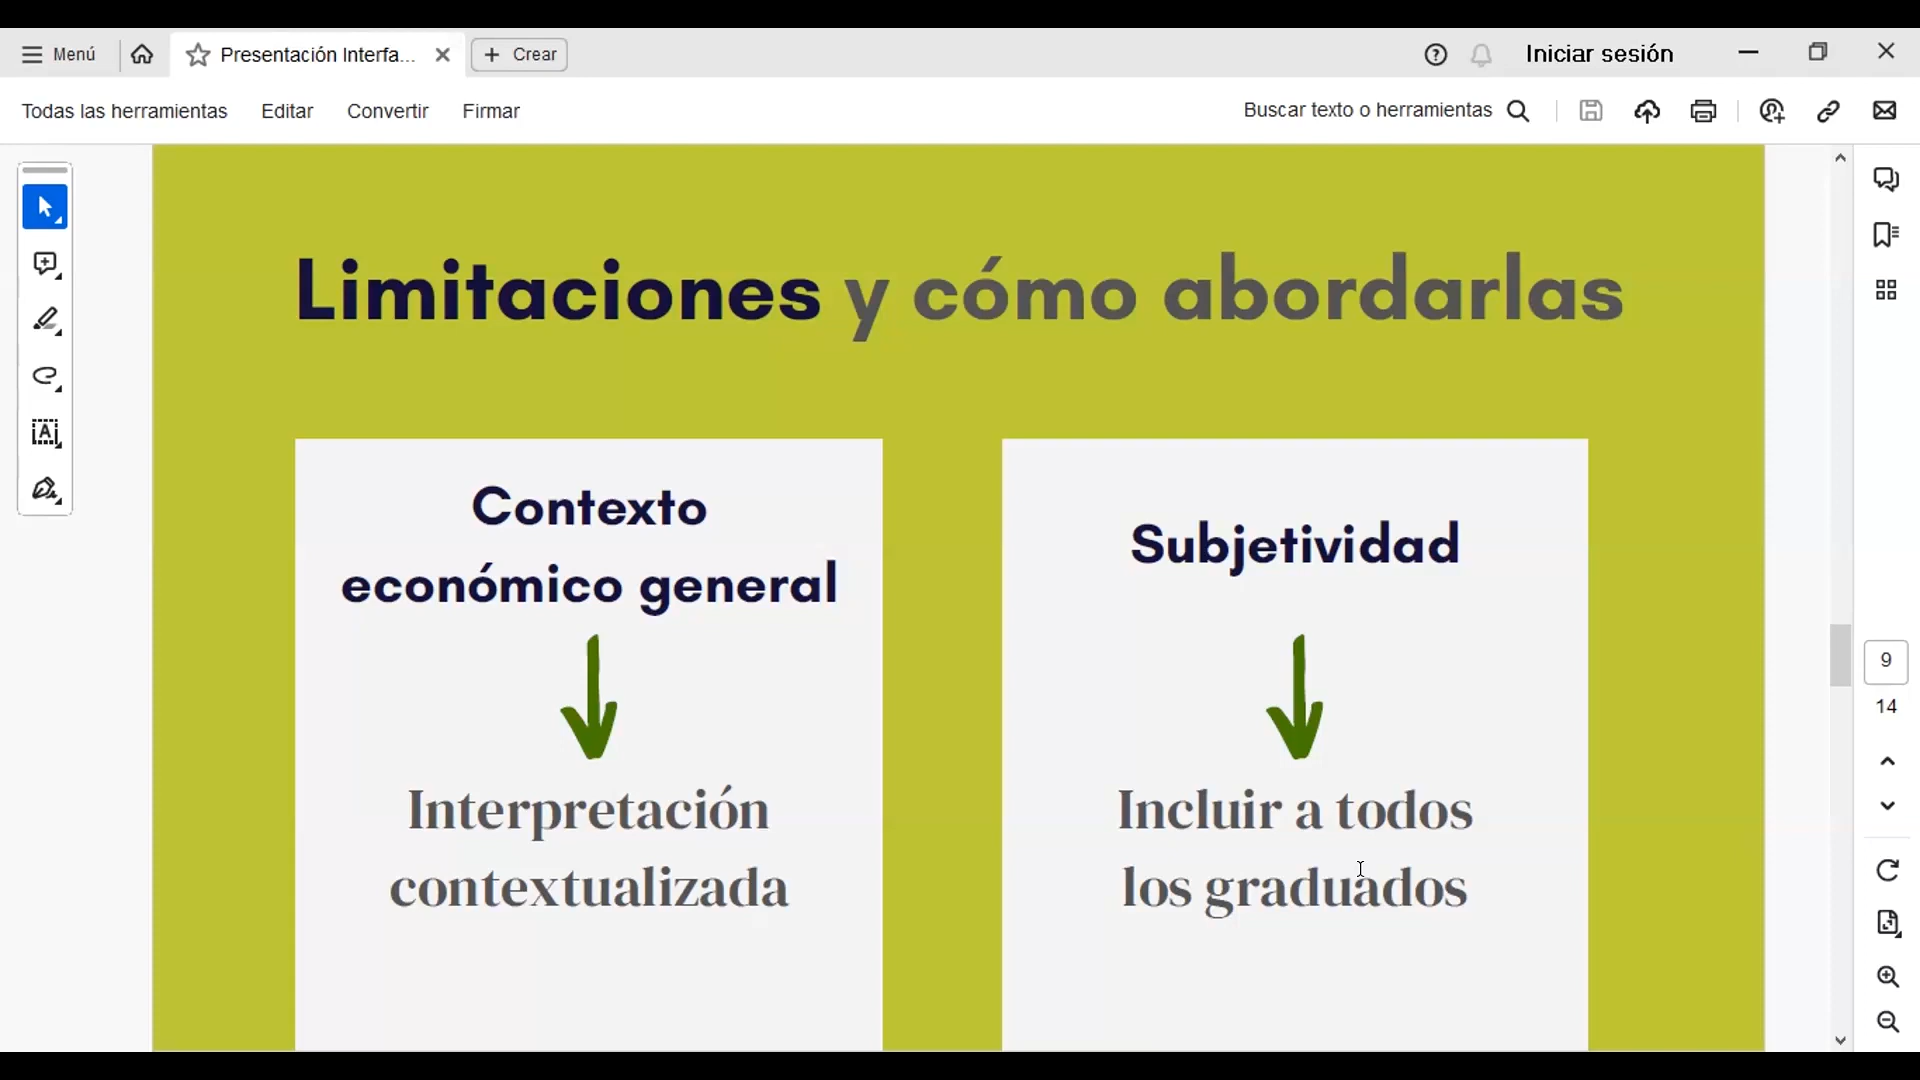 Menú
Presentación Interfa...
Crear
Iniciar sesión
Todas las herramientas
Editar
Convertir
Firmar
Buscar texto o herramientas
Limitaciones y cómo abordarlas
Contexto
económico general
Interpretación
contextualizada
Subjetividad
Incluir a todos
los graduados
9
14